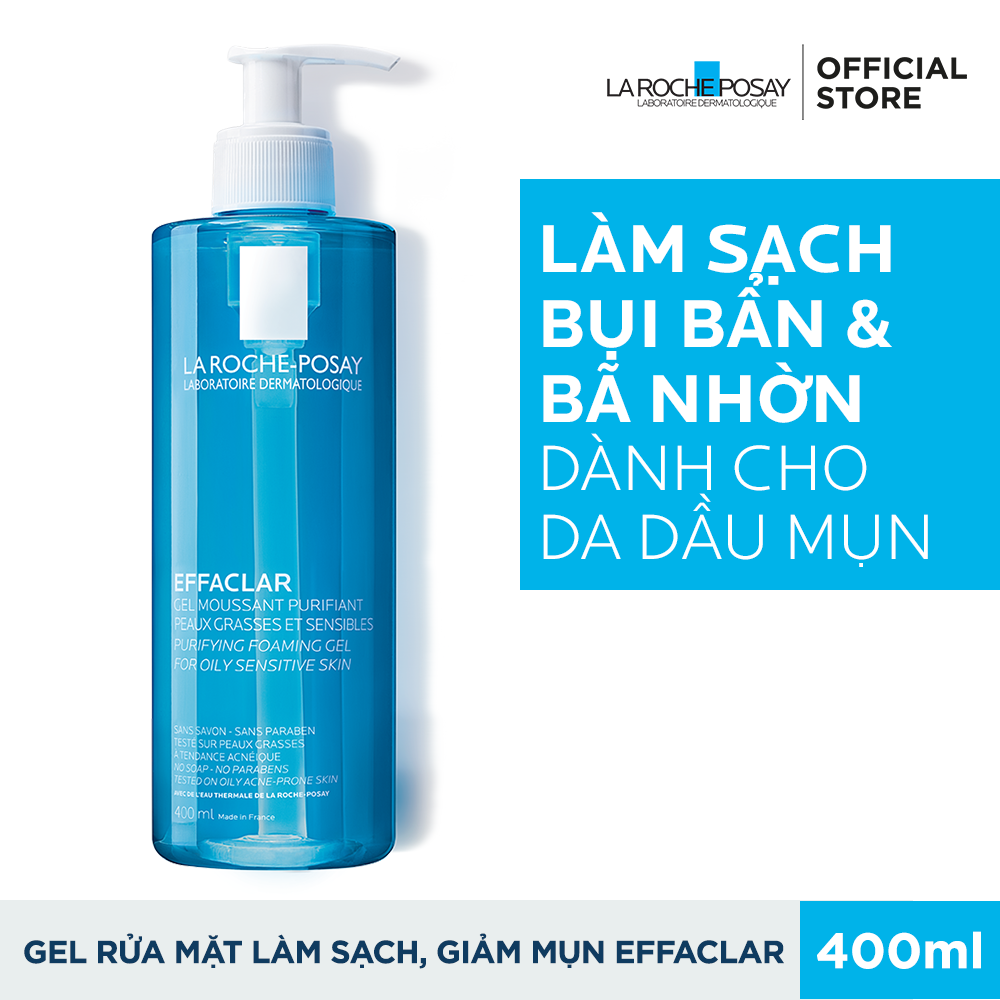 LA ROCHE POSAY
LABORATOIRE DERMATOLOGIQUE
OFFICIAL
STORE
LÀM SẠCH
BỤI BẨN &
BÃ NHỜN
DÀNH CHO
DA DẦU MỤN
LA ROCHE-POSAY
LABORATOIRE DERMATOLOGIQUE
EFFACLAR
GEL MOUSSANT PURIFIANT
PEAUX GRASSES ET SENSIBLES
PURIFYING FOAMING GEL
FOR OILY SENSITIVE SKIN
SANS SAVON - SANS PARABEN
TESTÉ SUR PEAUX GRASSES
À TENDANCE ACNÉIQUE
NO SOAP - NO PARABENS
TESTED ON OILY ACNE-PRONE SKIN
AVEC DE L'EAU THERMALE DE LA ROCHE-POSAY
400 ml Made in France
GEL RỬA MẶT LÀM SẠCH, GIẢM MỤN EFFACLAR
400ml